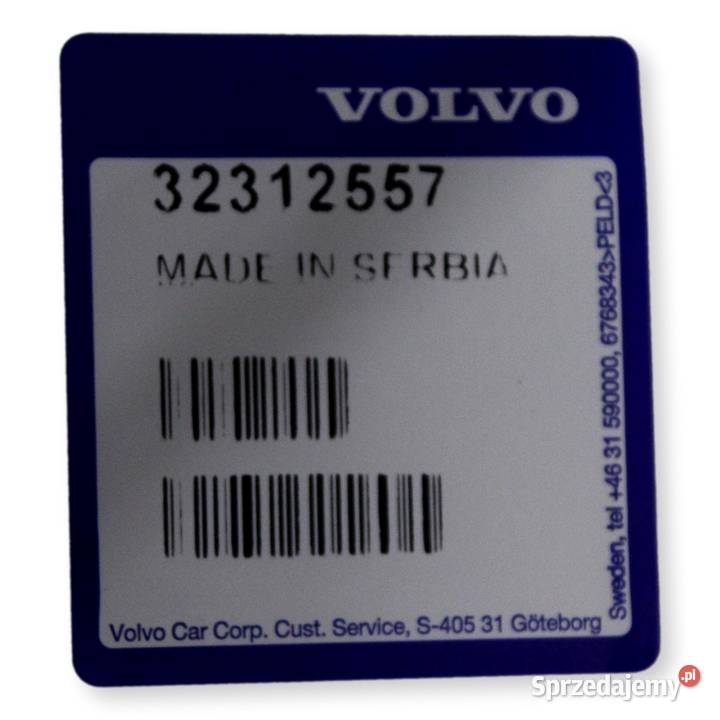 VOLVO
32312557
MADE IN SERBIA
Volvo Car Corp. Cust. Service, S-405 31 Göteborg
Sweden, tel +46 31 590000, 6768343>PELD<3
Sprzedajemy.pl